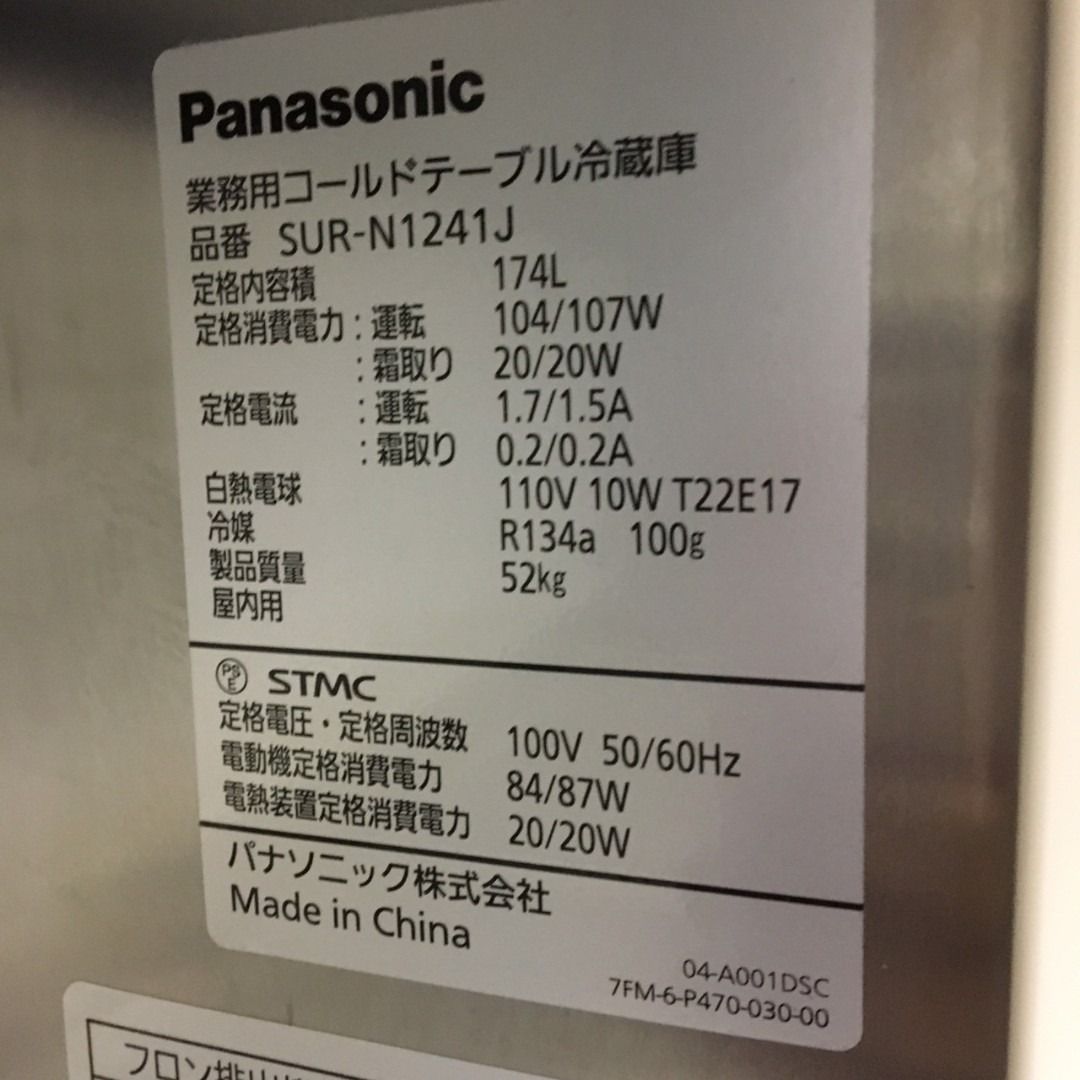 Panasonic
業務用コールドテーブル冷蔵庫
品番 SUR-N1241J
定格内容積 174L
定格消費電力 : 運転 104/107W
: 霜取り 20/20W
定格電流 : 運転 1.7/1.5A
: 霜取り 0.2/0.2A
白熱電球 110V 10W T22E17
冷媒 R134a 100g
製品質量 52kg
屋内用
PSE STMC
定格電圧・定格周波数 100V 50/60Hz
電動機定格消費電力 84/87W
電熱装置定格消費電力 20/20W
パナソニック株式会社
Made in China
04-A001DSC
7FM-6-P470-030-00
フロン排出